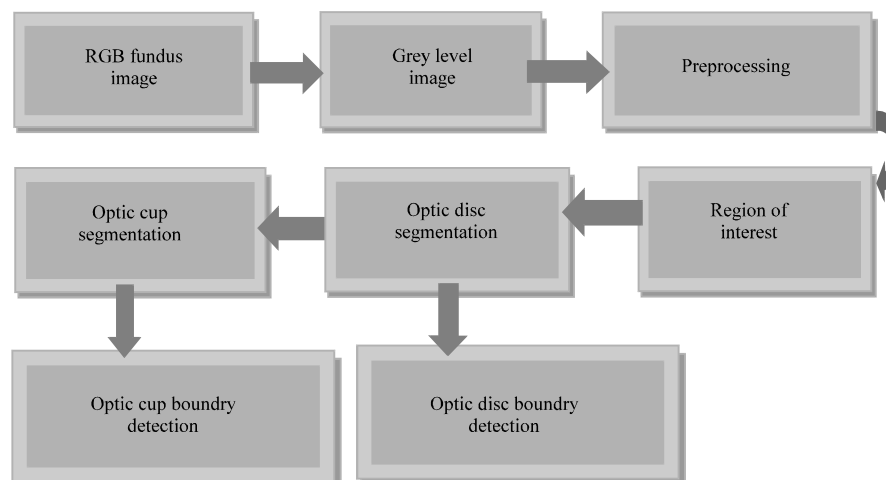 RGB fundus
image
Grey level
image
Preprocessing
Optic cup
segmentation
Optic disc
segmentation
Region of
interest
Optic cup boundry
detection
Optic disc boundry
detection